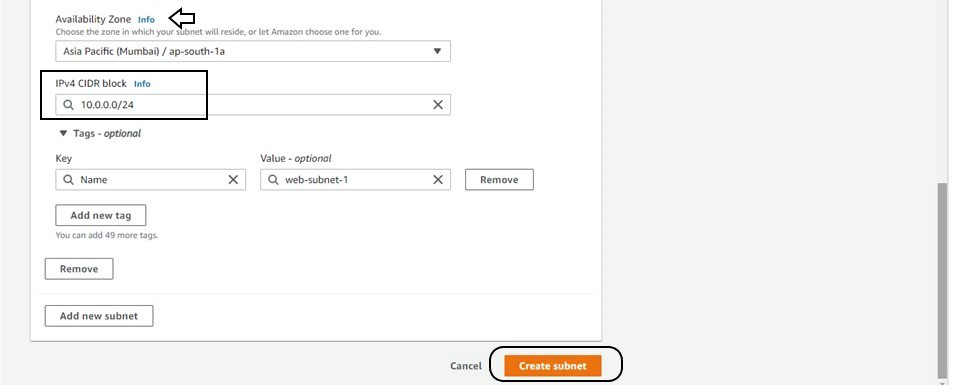 Availability Zone Info
Choose the zone in which your subnet will reside, or let Amazon choose one for you.
Asia Pacific (Mumbai) / ap-south-1a
IPv4 CIDR block Info
10.0.0.0/24
Tags - optional
Key Value - optional
Name web-subnet-1 Remove
Add new tag
You can add 49 more tags.
Remove
Add new subnet
Cancel Create subnet